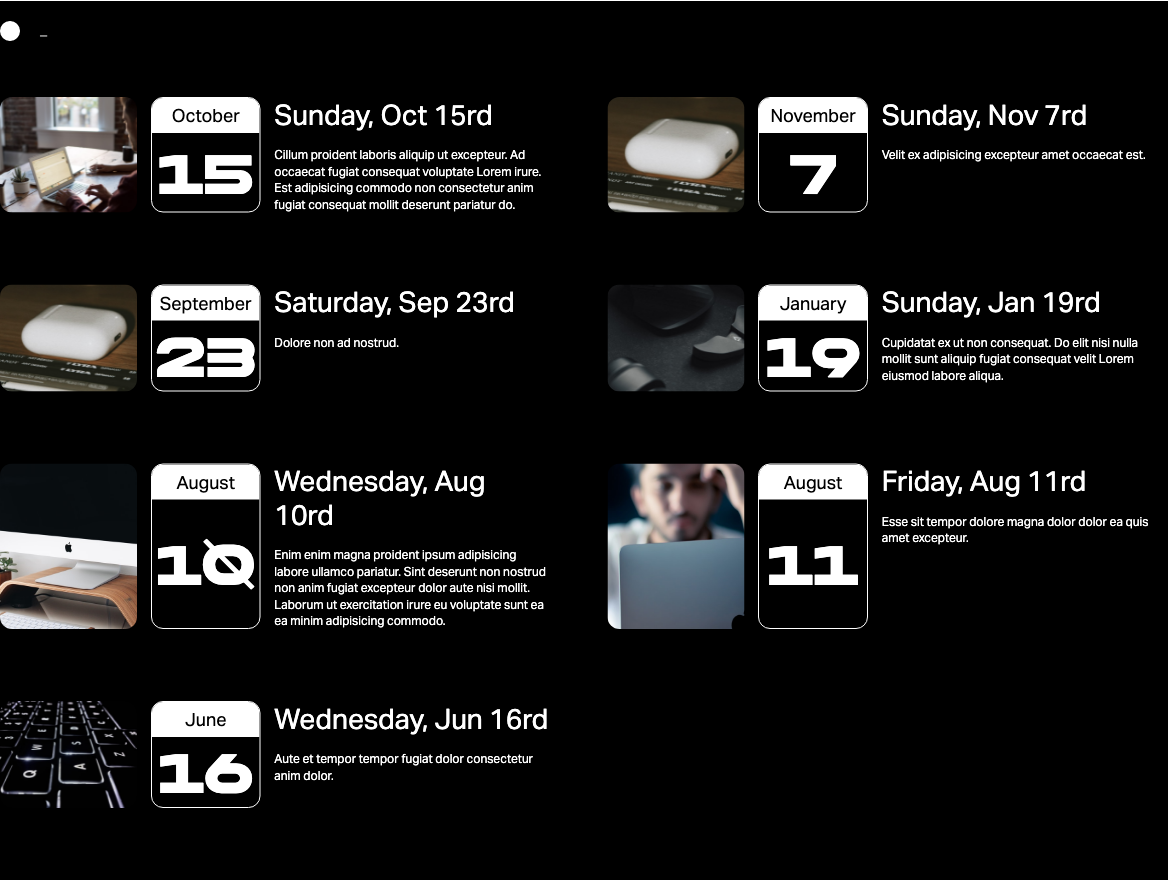 _
October
15
Sunday, Oct 15rd
Cillum proident laboris aliquip ut excepteur. Ad
occaecat fugiat consequat voluptate Lorem irure.
Est adipisicing commodo non consectetur anim
fugiat consequat mollit deserunt pariatur do.
November
7
Sunday, Nov 7rd
Velit ex adipisicing excepteur amet occaecat est.
September
23
Saturday, Sep 23rd
Dolore non ad nostrud.
January
19
Sunday, Jan 19rd
Cupidatat ex ut non consequat. Do elit nisi nulla
mollit sunt aliquip fugiat consequat velit Lorem
eiusmod labore aliqua.
August
10
Wednesday, Aug
10rd
Enim enim magna proident ipsum adipisicing
labore ullamco pariatur. Sint deserunt non nostrud
non anim fugiat excepteur dolor aute nisi mollit.
Laborum ut exercitation irure eu voluptate sunt ea
ea minim adipisicing commodo.
August
11
Friday, Aug 11rd
Esse sit tempor dolore magna dolor dolor ea quis
amet excepteur.
W
S
X
Q
A
Z
June
16
Wednesday, Jun 16rd
Aute et tempor tempor fugiat dolor consectetur
anim dolor.